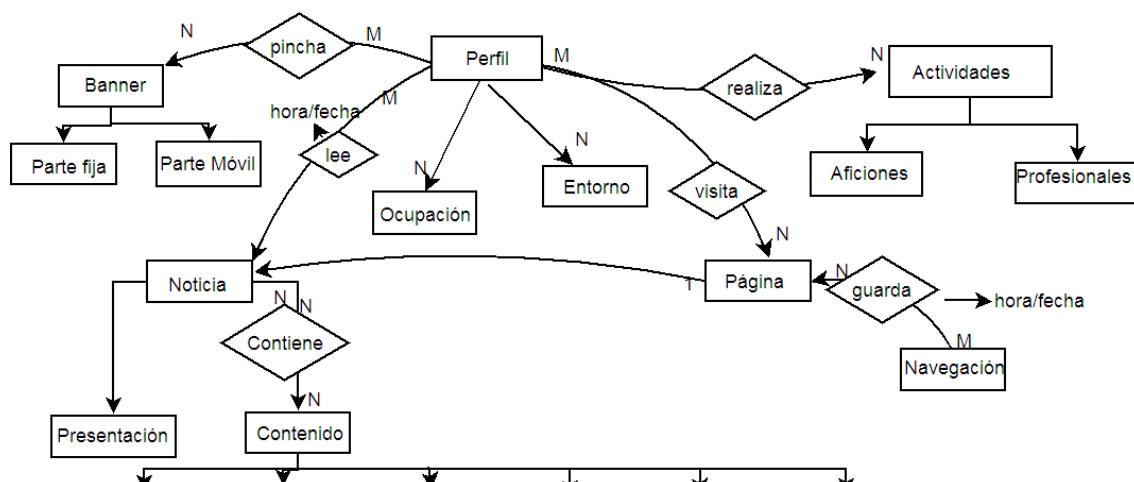 N
pincha
M
Perfil
M
N
Actividades
Banner
realiza
hora/fecha
M
Parte fija
Parte Móvil
lee
N
N
Entorno
Aficiones
Profesionales
Ocupación
visita
N
Noticia
1
Página
N
guarda
hora/fecha
N
N
Contiene
M
Navegación
N
Presentación
Contenido